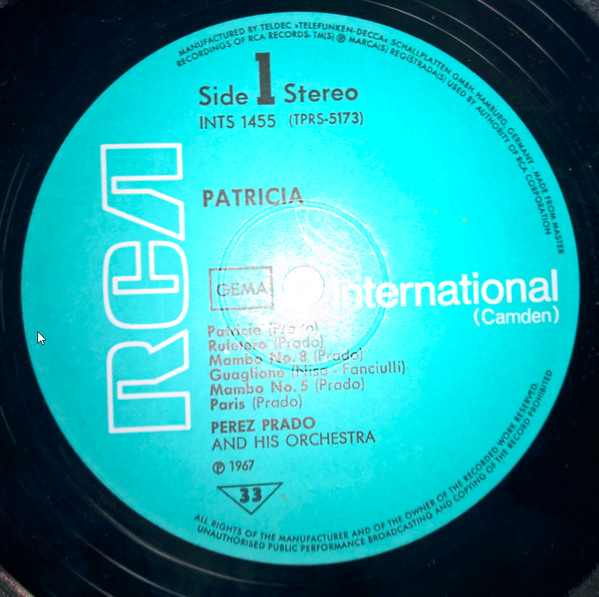 MANUFACTURED BY TELDEC »TELEFUNKEN-DECCA« SCHALLPLATTEN GMBH, HAMBURG, GERMANY · MADE FROM MASTER
RECORDINGS OF RCA RECORDS · TM(S) ® MARCA(S) REGISTRADA(S) USED BY AUTHORITY OF RCA CORPORATION
Side 1 Stereo
INTS 1455 (TPRS-5173)
RCA
PATRICIA
GEMA
International
(Camden)
Patricia (Prado)
Ruletero (Prado)
Mambo No. 8 (Prado)
Guaglione (Nisa - Fanciulli)
Mambo No. 5 (Prado)
Paris (Prado)
PEREZ PRADO
AND HIS ORCHESTRA
℗ 1967
33
ALL RIGHTS OF THE MANUFACTURER AND OF THE OWNER OF THE RECORDED WORK RESERVED.
UNAUTHORISED PUBLIC PERFORMANCE BROADCASTING AND COPYING OF THE RECORD PROHIBITED